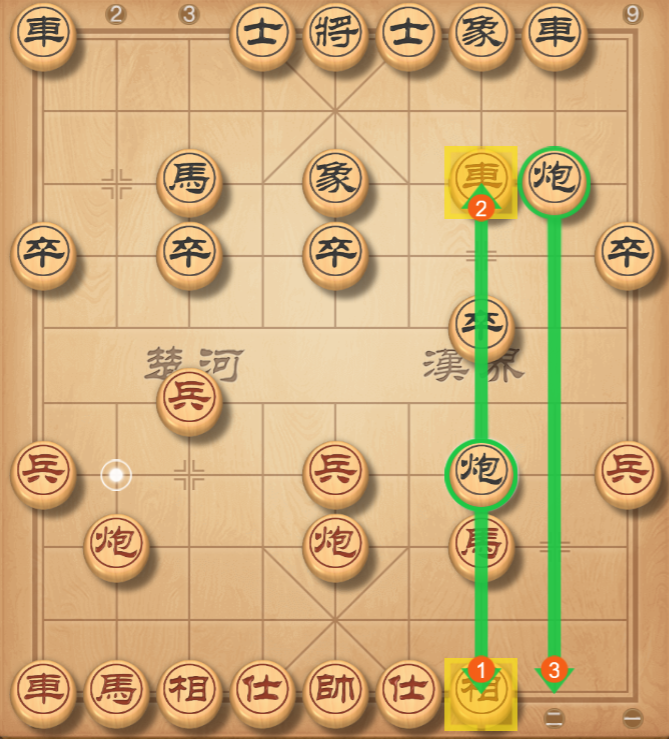 車 2 3 士 將 士 象 車 9
馬 象 車 炮
2
卒 卒 卒 卒
卒
楚河 漢界
兵
兵 兵 炮 兵
炮 炮 馬
車 馬 相 仕 帥 仕 相 1 3
二 一